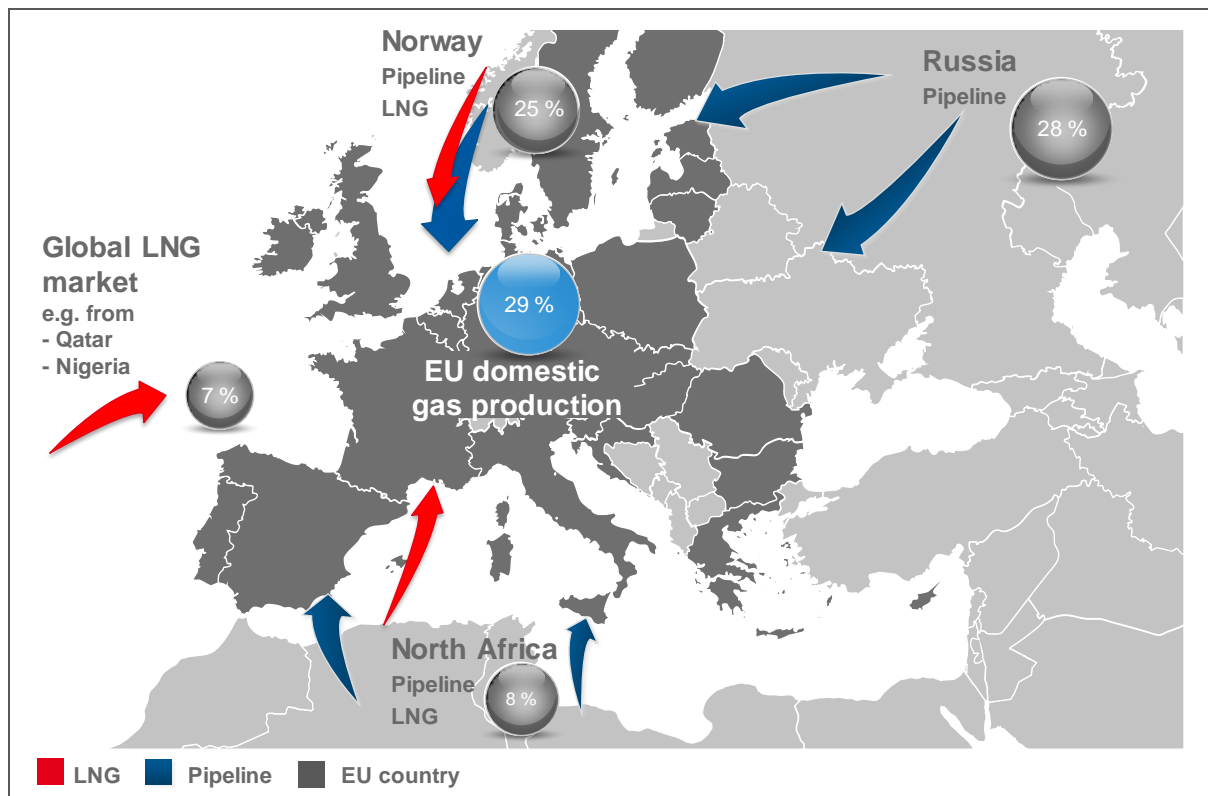 Norway
Pipeline
LNG
25 %
Russia
Pipeline
28 %
Global LNG
market
e.g. from
- Qatar
- Nigeria
7 %
29 %
EU domestic
gas production
North Africa
Pipeline
LNG
8 %
LNG
Pipeline
EU country